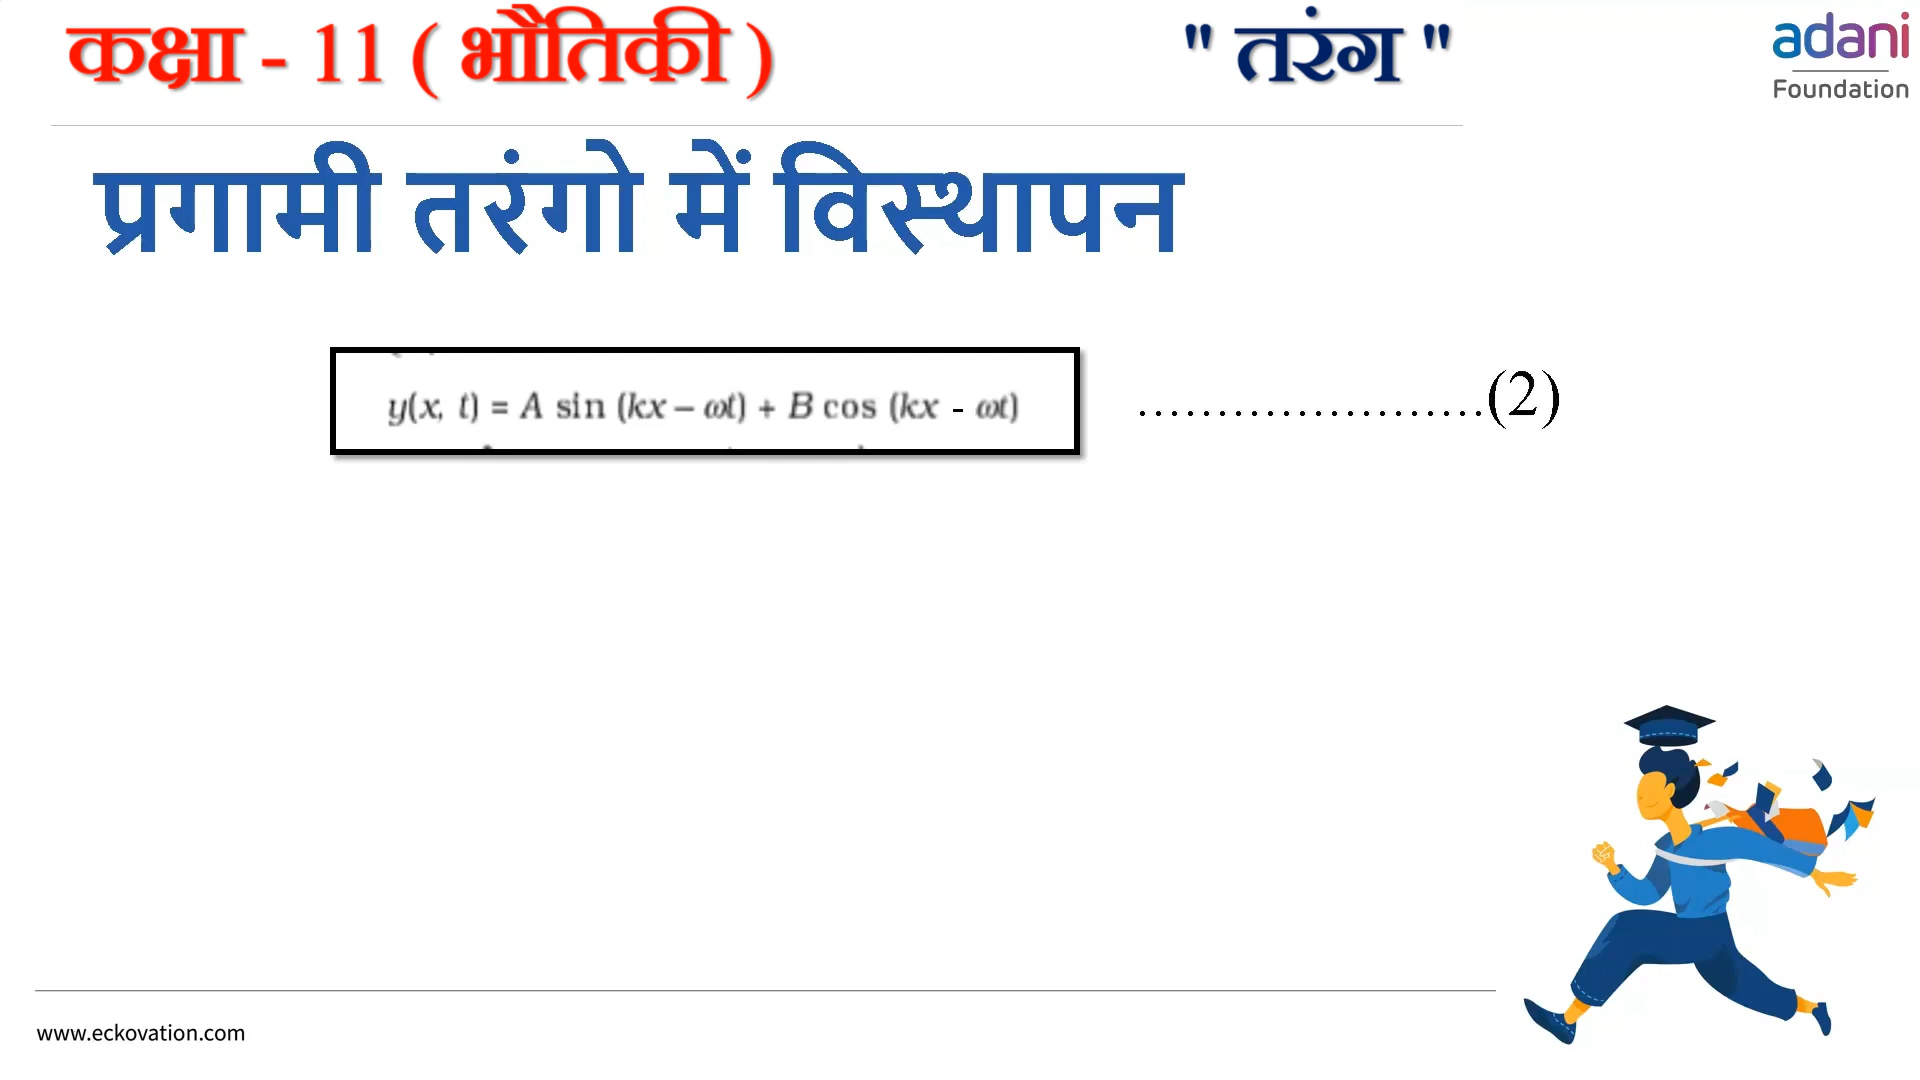 कक्षा - 11 ( भौतिकी )
" तरंग "
adani
Foundation
प्रगामी तरंगो में विस्थापन
y(x, t) = A sin (kx – ωt) + B cos (kx - ωt)
......................(2)
www.eckovation.com